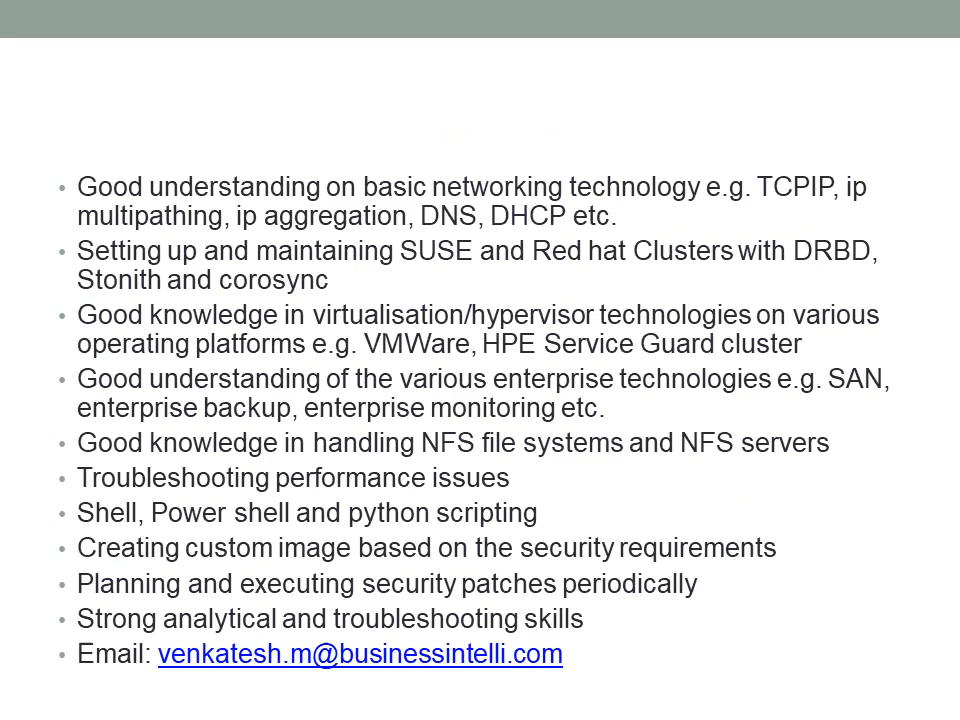 • Good understanding on basic networking technology e.g. TCPIP, ip
multipathing, ip aggregation, DNS, DHCP etc.
• Setting up and maintaining SUSE and Red hat Clusters with DRBD,
Stonith and corosync
• Good knowledge in virtualisation/hypervisor technologies on various
operating platforms e.g. VMWare, HPE Service Guard cluster
• Good understanding of the various enterprise technologies e.g. SAN,
enterprise backup, enterprise monitoring etc.
• Good knowledge in handling NFS file systems and NFS servers
• Troubleshooting performance issues
• Shell, Power shell and python scripting
• Creating custom image based on the security requirements
• Planning and executing security patches periodically
• Strong analytical and troubleshooting skills
• Email: venkatesh.m@businessintelli.com